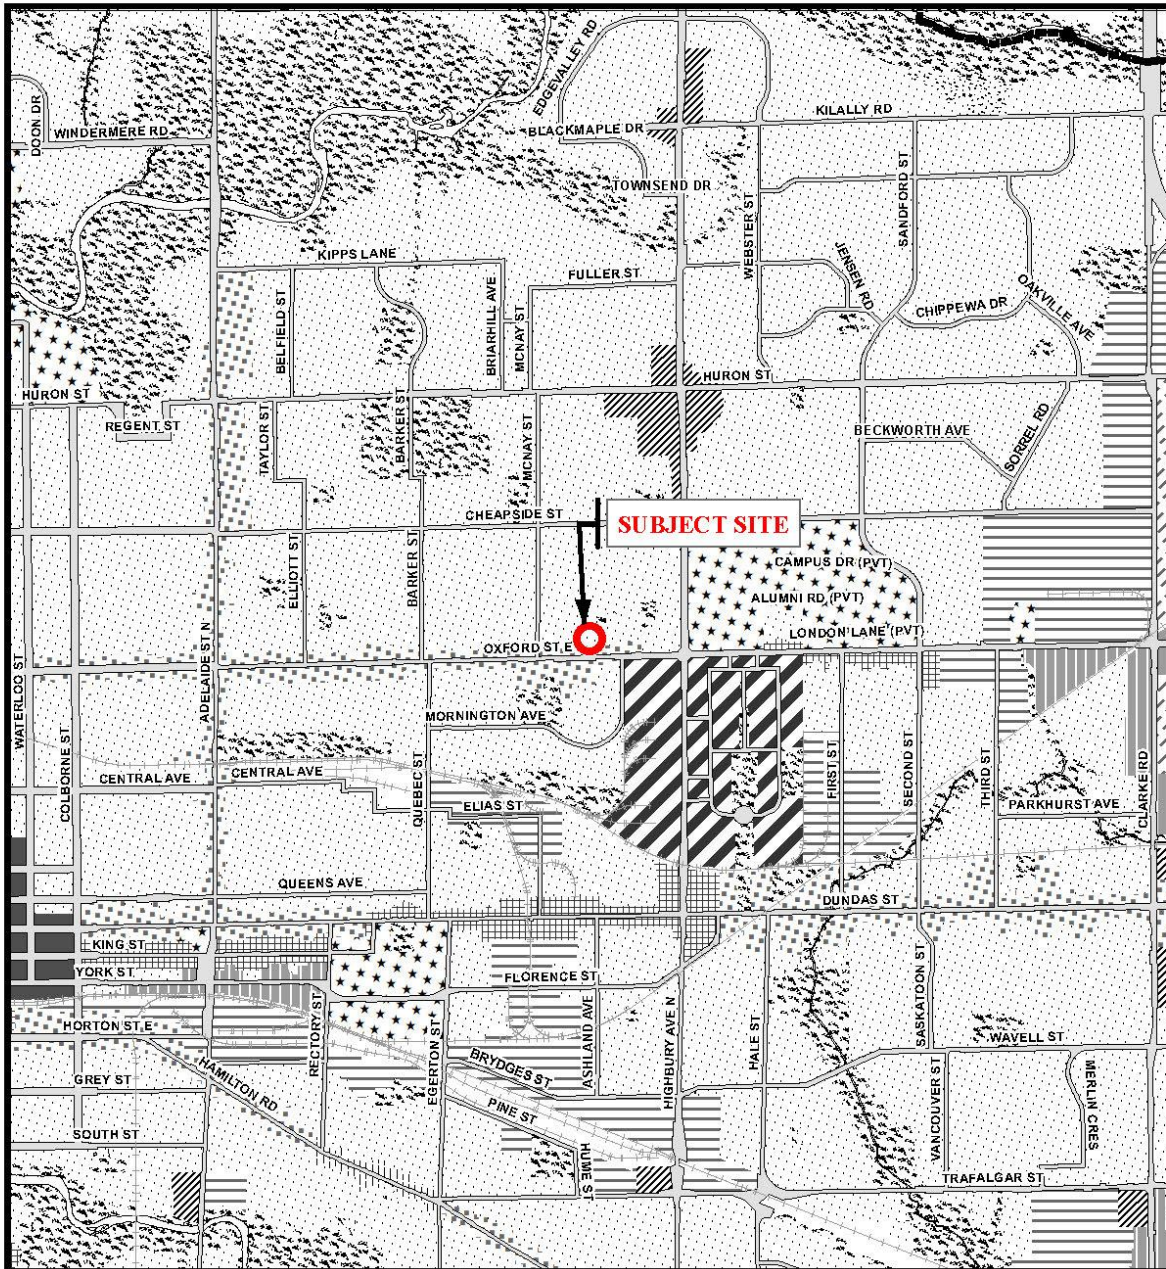 EDGEVALLEY RD
KILALLY RD
DOON DR
WINDERMERE RD
BLACKMAPLE DR
TOWNSEND DR
SANDFORD ST
WEBSTER ST
KIPPS LANE
FULLER ST
JENSEN RD
OAKVILLE AVE
CHIPPEWA DR
BELFIELD ST
BRIARHILL AVE
MCNAY ST
HURON ST
HURON ST
REGENT ST
TAYLOR ST
BARKER ST
MCNAY ST
BECKWORTH AVE
SORREL RD
CHEAPSIDE ST
SUBJECT SITE
ELLIOTT ST
BARKER ST
CAMPUS DR (PVT)
ALUMNI RD (PVT)
LONDON LANE (PVT)
OXFORD ST E
WATERLOO ST
ADELAIDE ST N
MORNINGTON AVE
COLBORNE ST
CENTRAL AVE
CENTRAL AVE
QUEBEC ST
ELIAS ST
FIRST ST
SECOND ST
THIRD ST
PARKHURST AVE
CLARKE RD
QUEENS AVE
DUNDAS ST
KING ST
YORK ST
FLORENCE ST
HORTON ST E
RECTORY ST
EGERTON ST
ASHLAND AVE
HIGHBURY AVE N
HALE ST
SASKATOON ST
WAVELL ST
GREY ST
HAMILTON RD
BRYDGES ST
PINE ST
VANCOUVER ST
MERLIN CRES
SOUTH ST
HUME ST
TRAFALGAR ST